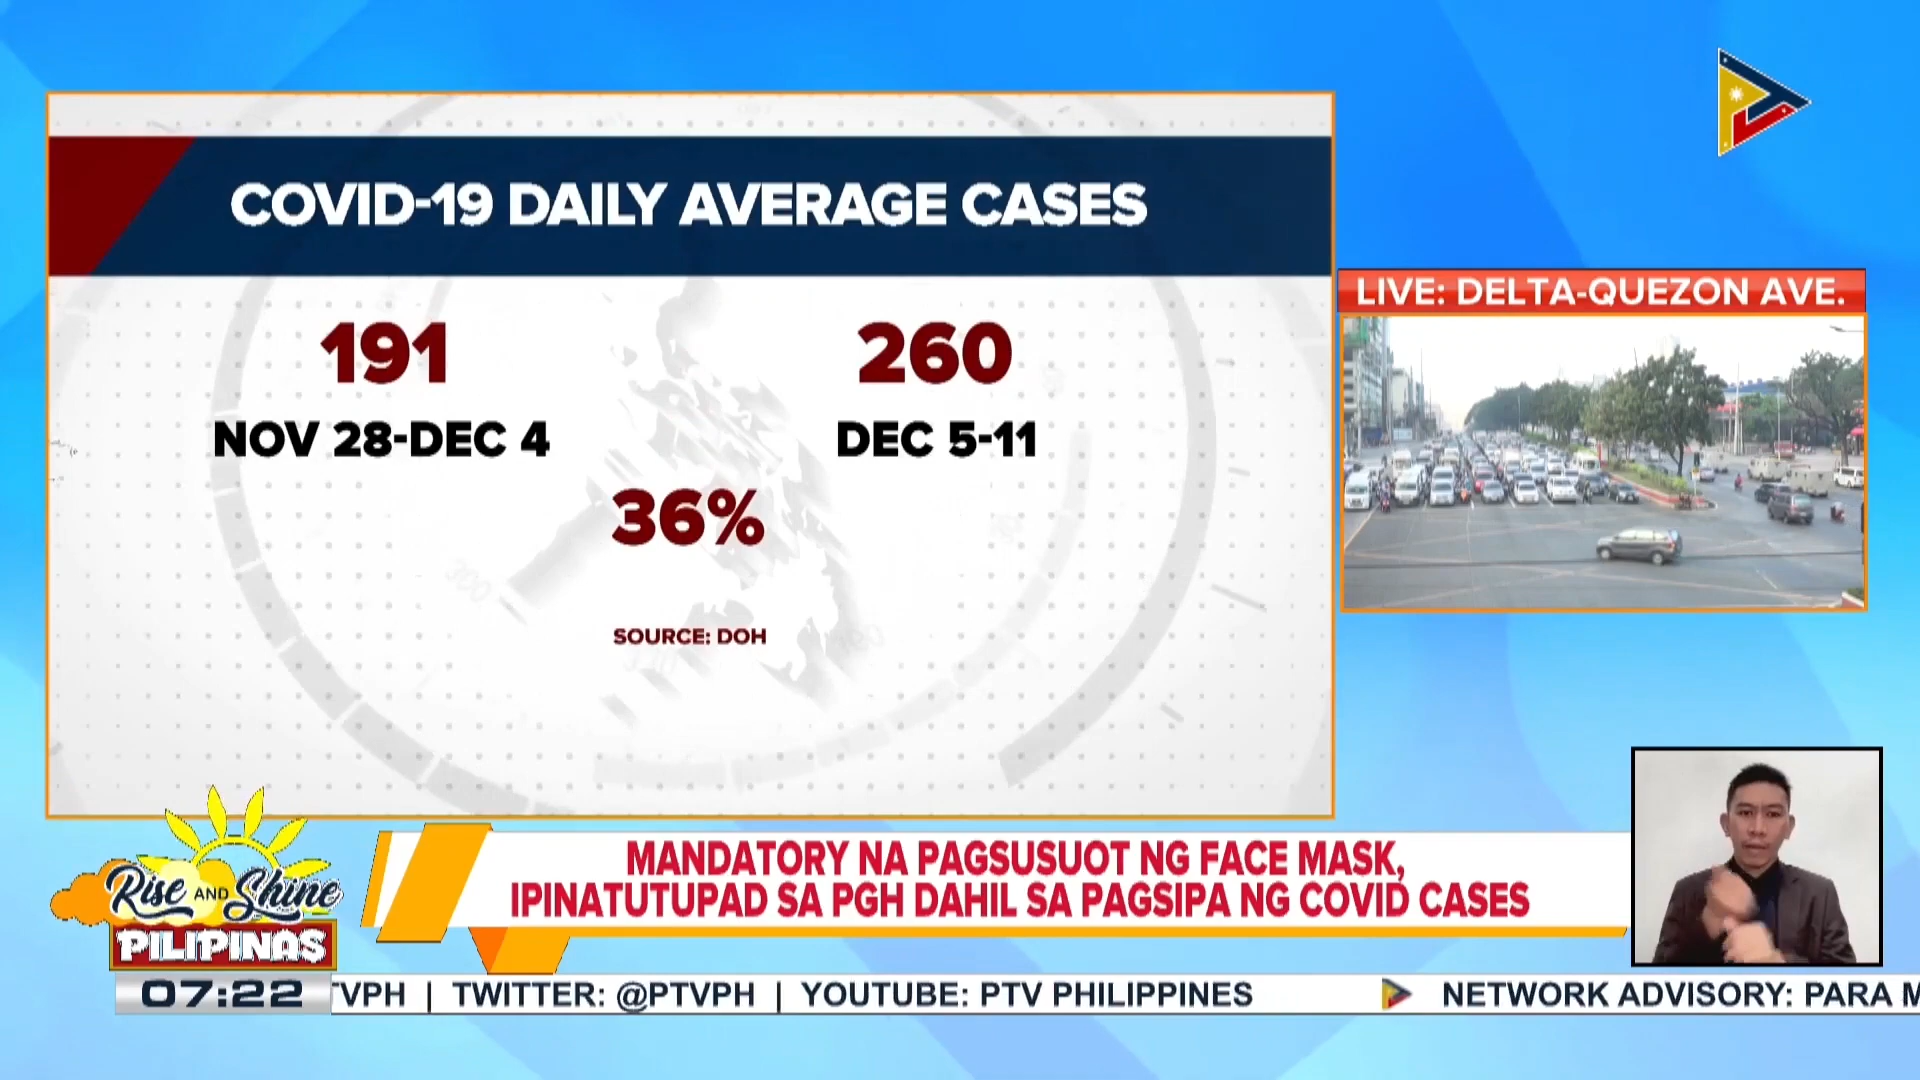 COVID-19 DAILY AVERAGE CASES
191
NOV 28-DEC 4
260
DEC 5-11
36%
SOURCE: DOH
LIVE: DELTA-QUEZON AVE.
MANDATORY NA PAGSUSUOT NG FACE MASK,
IPINATUTUPAD SA PGH DAHIL SA PAGSIPA NG COVID CASES
Rise AND Shine
PILIPINAS
07:22
TVPH | TWITTER: @PTVPH | YOUTUBE: PTV PHILIPPINES NETWORK ADVISORY: PARA M